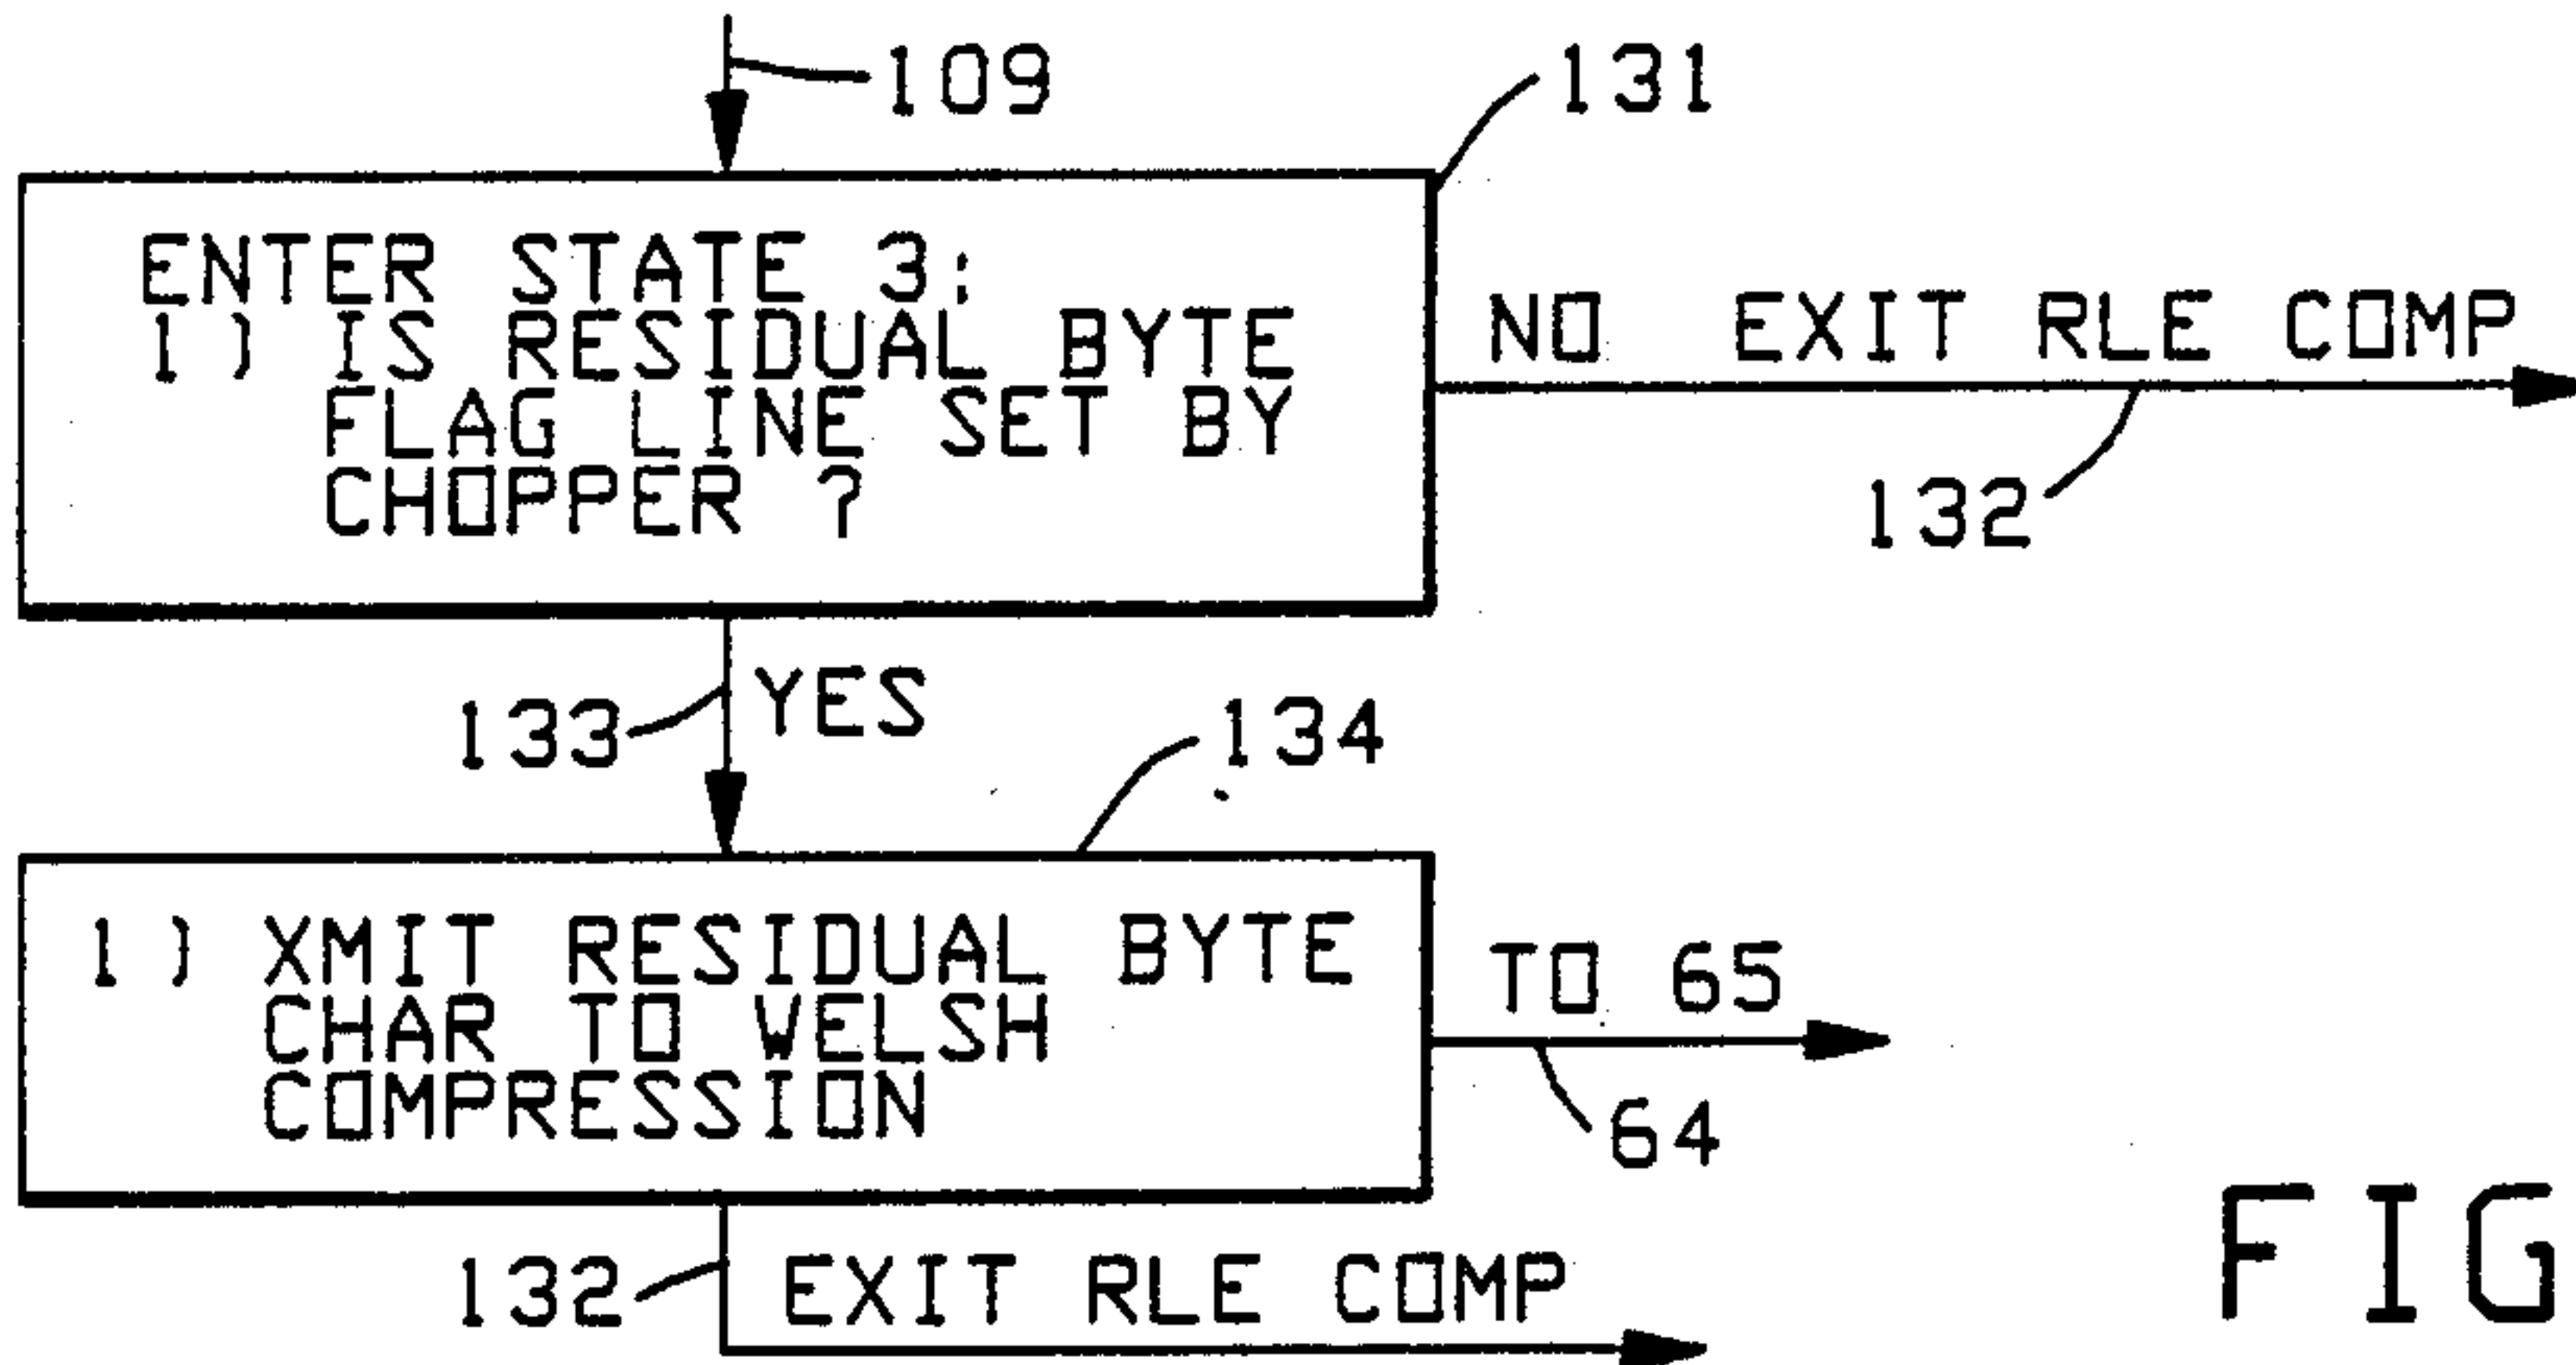 109
131
ENTER STATE 3:
1) IS RESIDUAL BYTE
FLAG LINE SET BY
CHOPPER ?
NO EXIT RLE COMP
132
133
YES
134
1) XMIT RESIDUAL BYTE
CHAR TO WELSH
COMPRESSION
TO 65
64
132
EXIT RLE COMP
FIG